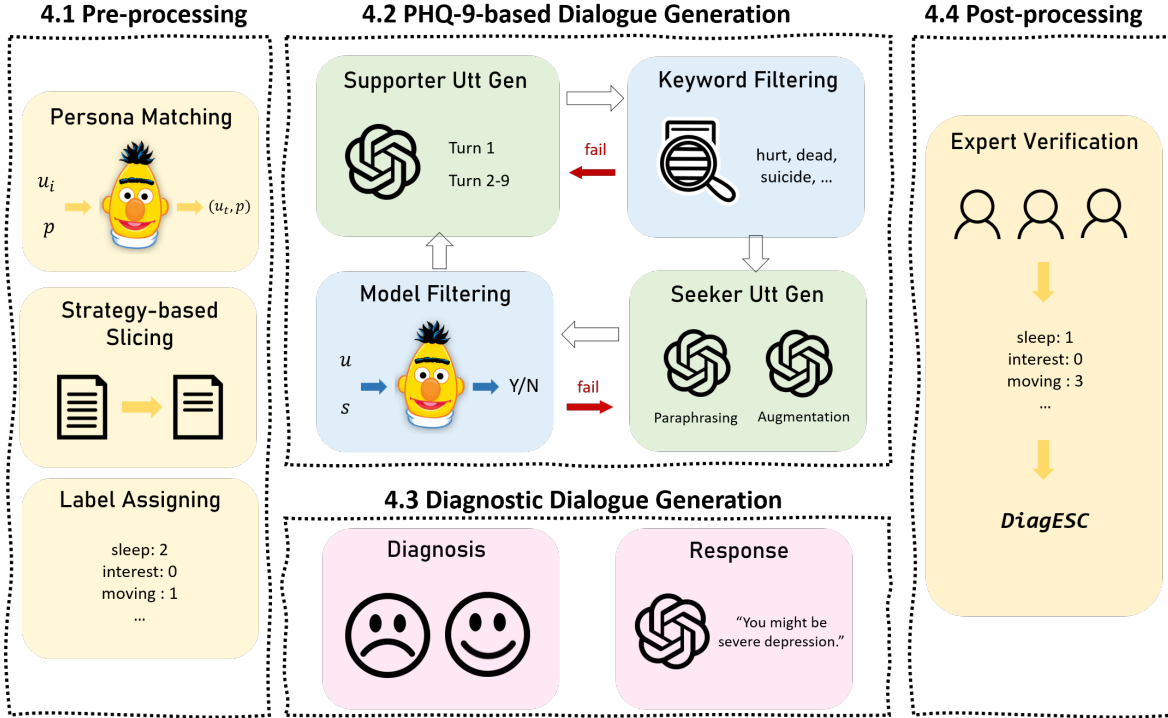 4.1 Pre-processing
Persona Matching
u_i
p
(u_t, p)
Strategy-based
Slicing
Label Assigning
sleep: 2
interest: 0
moving : 1
...
4.2 PHQ-9-based Dialogue Generation
Supporter Utt Gen
Turn 1
Turn 2-9
fail
Keyword Filtering
hurt, dead,
suicide, ...
Model Filtering
u
s
Y/N
fail
Seeker Utt Gen
Paraphrasing
Augmentation
4.3 Diagnostic Dialogue Generation
Diagnosis
Response
“You might be
severe depression.”
4.4 Post-processing
Expert Verification
sleep: 1
interest: 0
moving : 3
...
DiagESC